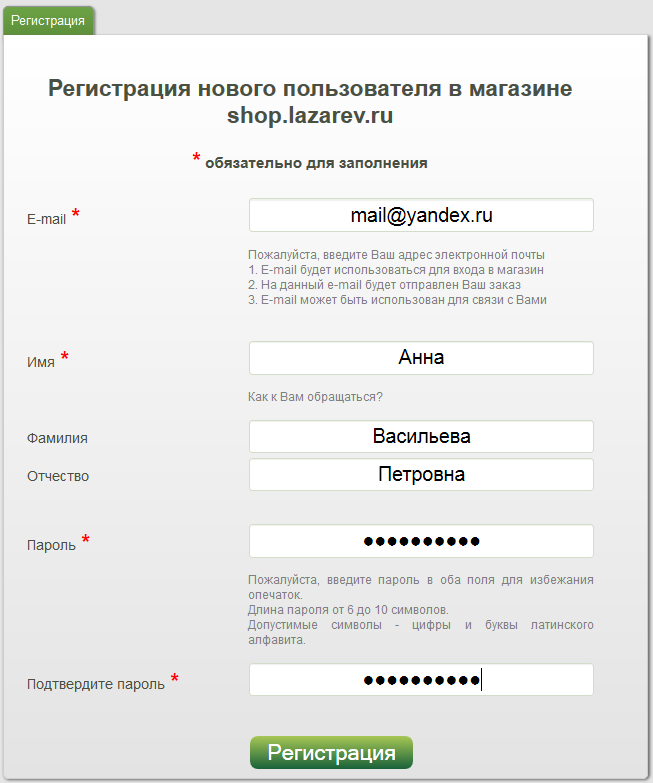 Регистрация
Регистрация нового пользователя в магазине
shop.lazarev.ru
* обязательно для заполнения
E-mail * mail@yandex.ru
Пожалуйста, введите Ваш адрес электронной почты
1. E-mail будет использоваться для входа в магазин
2. На данный e-mail будет отправлен Ваш заказ
3. E-mail может быть использован для связи с Вами
Имя * Анна
Как к Вам обращаться?
Фамилия Васильева
Отчество Петровна
Пароль * ●●●●●●●●●●
Пожалуйста, введите пароль в оба поля для избежания
опечаток.
Длина пароля от 6 до 10 символов.
Допустимые символы - цифры и буквы латинского
алфавита.
Подтвердите пароль * ●●●●●●●●●●
Регистрация